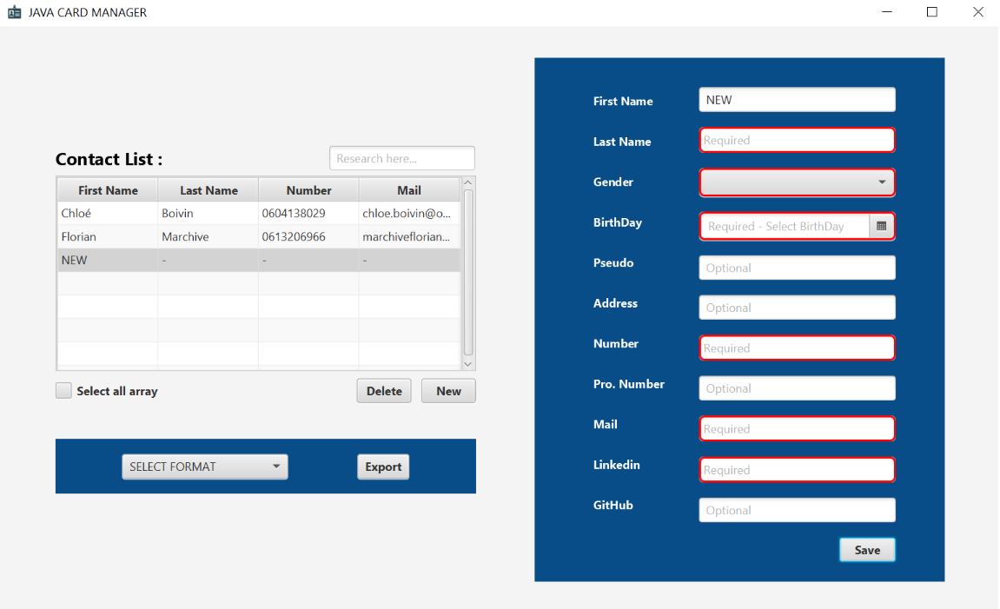 JAVA CARD MANAGER
Contact List :
Research here...
First Name Last Name Number Mail
Chloé Boivin 0604138029 chloe.boivin@o...
Florian Marchive 0613206966 marchiveflorian...
NEW - - -
Select all array
Delete
New
SELECT FORMAT
Export
First Name NEW
Last Name Required
Gender
BirthDay Required - Select BirthDay
Pseudo Optional
Address Optional
Number Required
Pro. Number Optional
Mail Required
Linkedin Required
GitHub Optional
Save